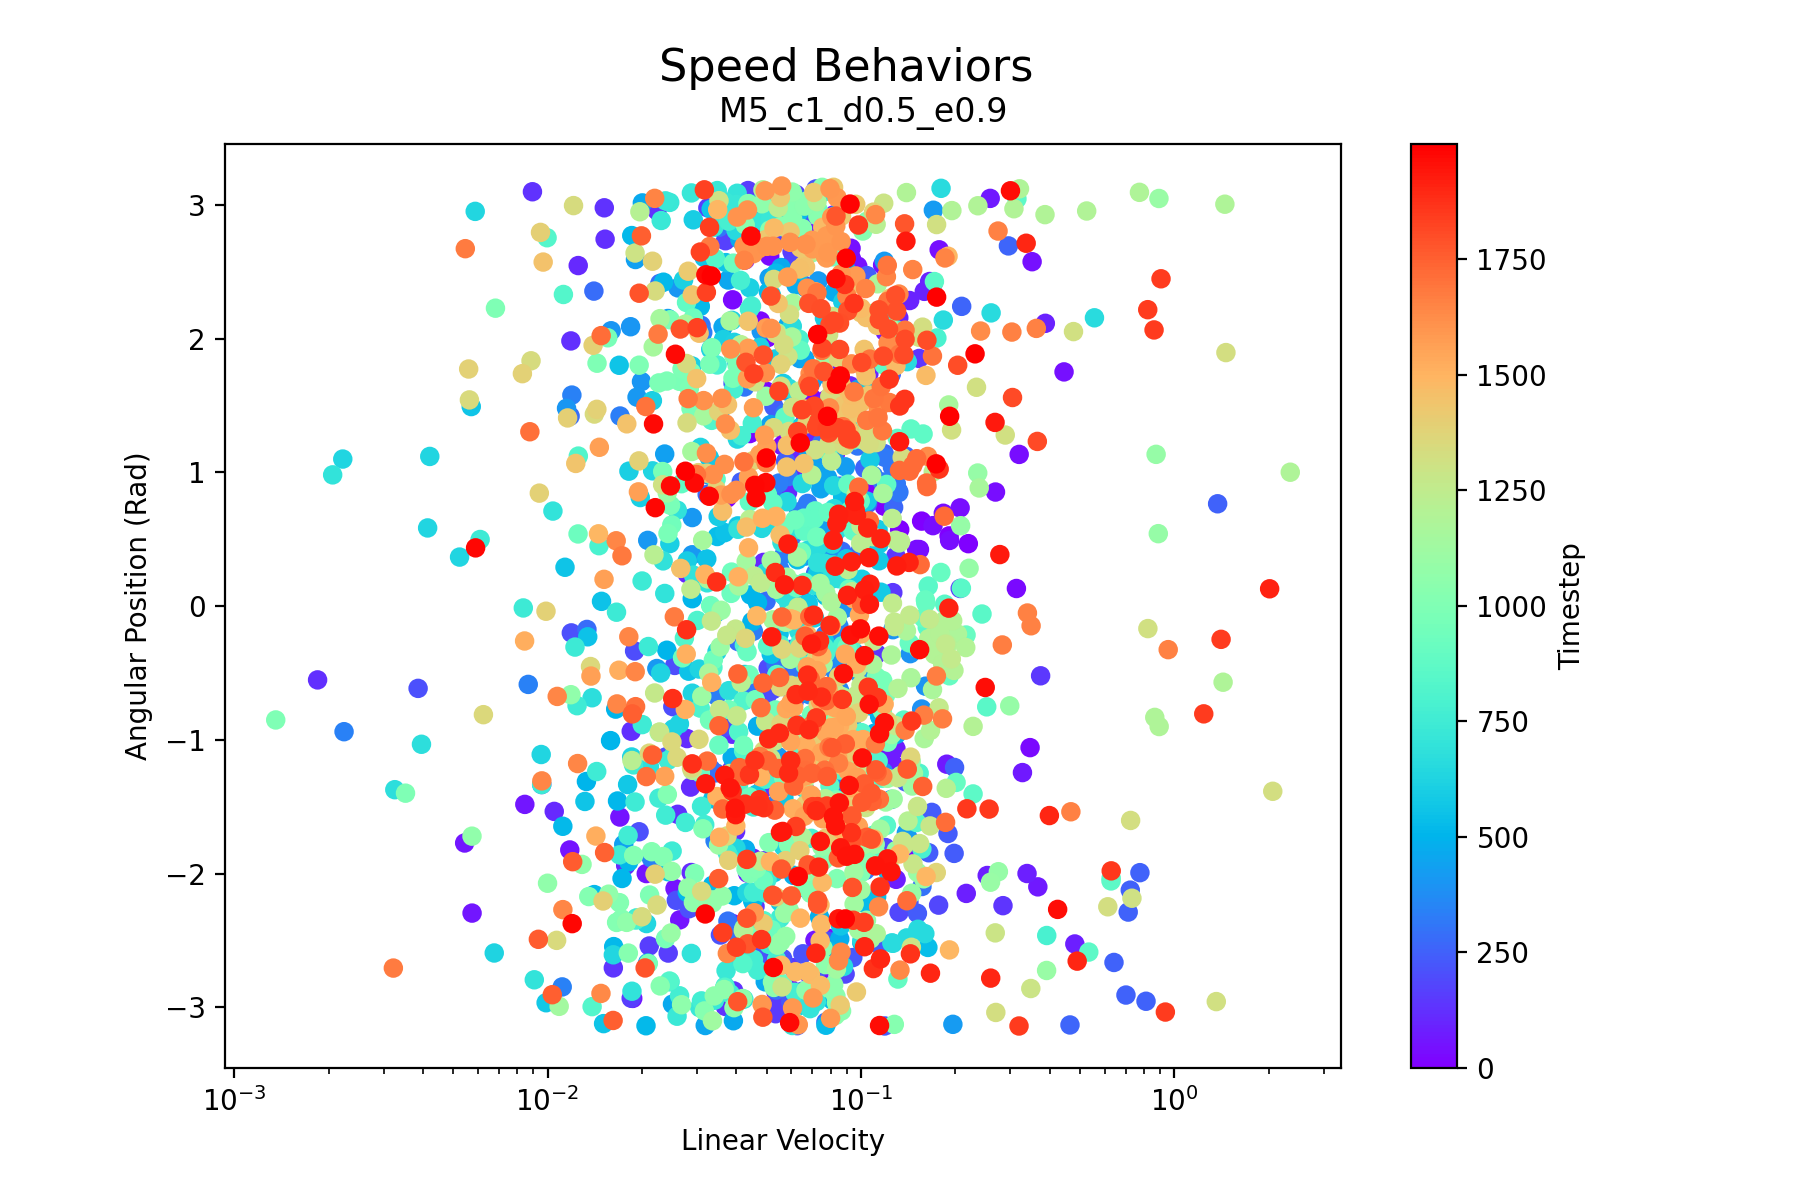 Speed Behaviors
M5_c1_d0.5_e0.9
3
2
1
0
−1
−2
−3
Angular Position (Rad)
10⁻³ 10⁻² 10⁻¹ 10⁰
Linear Velocity
1750
1500
1250
1000
750
500
250
0
Timestep